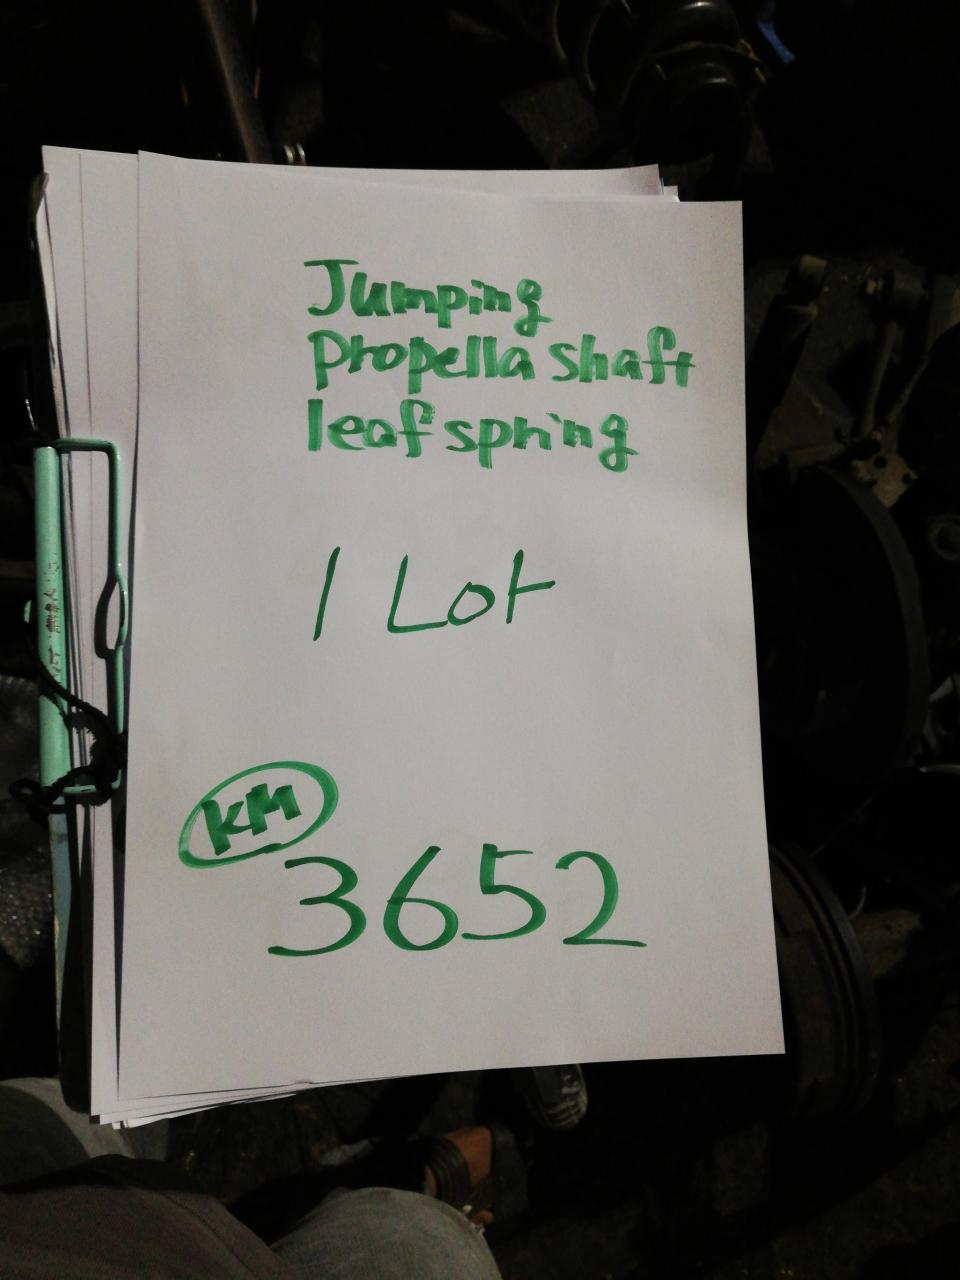 Jumping
Propella shaft
leaf spring
1 Lot
KM
3652